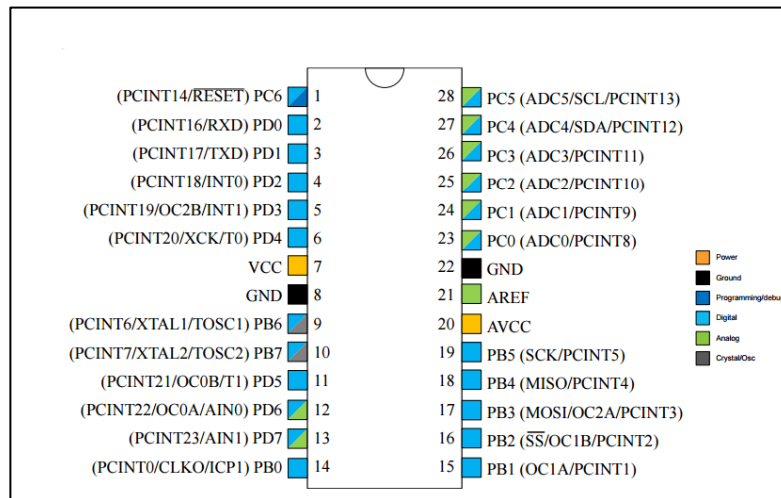 (PCINT14/RESET) PC6 1
(PCINT16/RXD) PD0 2
(PCINT17/TXD) PD1 3
(PCINT18/INT0) PD2 4
(PCINT19/OC2B/INT1) PD3 5
(PCINT20/XCK/T0) PD4 6
VCC 7
GND 8
(PCINT6/XTAL1/TOSC1) PB6 9
(PCINT7/XTAL2/TOSC2) PB7 10
(PCINT21/OC0B/T1) PD5 11
(PCINT22/OC0A/AIN0) PD6 12
(PCINT23/AIN1) PD7 13
(PCINT0/CLKO/ICP1) PB0 14
28 PC5 (ADC5/SCL/PCINT13)
27 PC4 (ADC4/SDA/PCINT12)
26 PC3 (ADC3/PCINT11)
25 PC2 (ADC2/PCINT10)
24 PC1 (ADC1/PCINT9)
23 PC0 (ADC0/PCINT8)
22 GND
21 AREF
20 AVCC
19 PB5 (SCK/PCINT5)
18 PB4 (MISO/PCINT4)
17 PB3 (MOSI/OC2A/PCINT3)
16 PB2 (SS/OC1B/PCINT2)
15 PB1 (OC1A/PCINT1)
Power
Ground
Programming/debug
Digital
Analog
Crystal/Osc